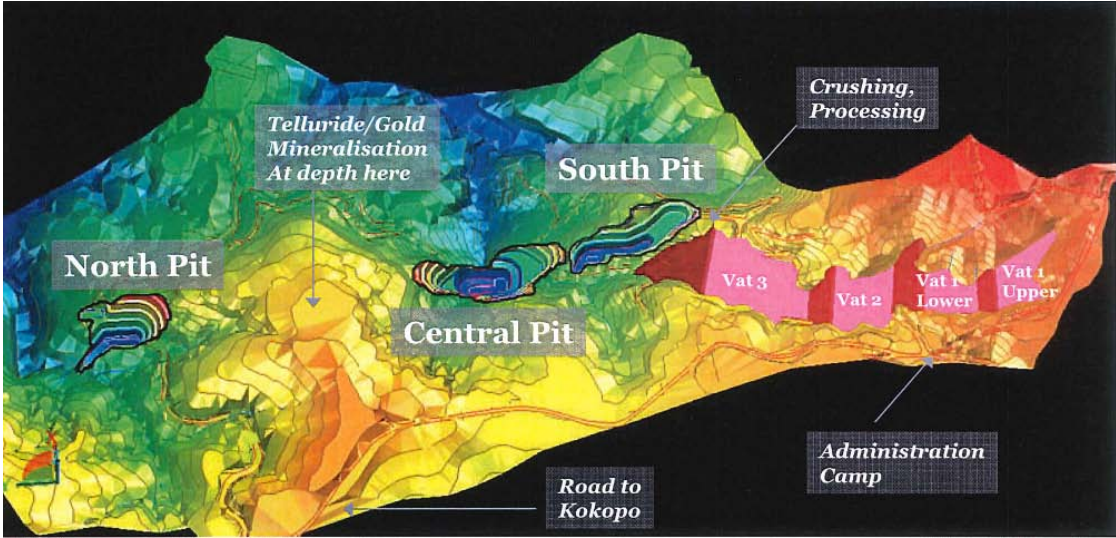 Crushing,
Processing
Telluride/Gold
Mineralisation
At depth here
South Pit
North Pit
Central Pit
Vat 3
Vat 2
Vat 1
Lower
Vat 1
Upper
Administration
Camp
Road to
Kokopo